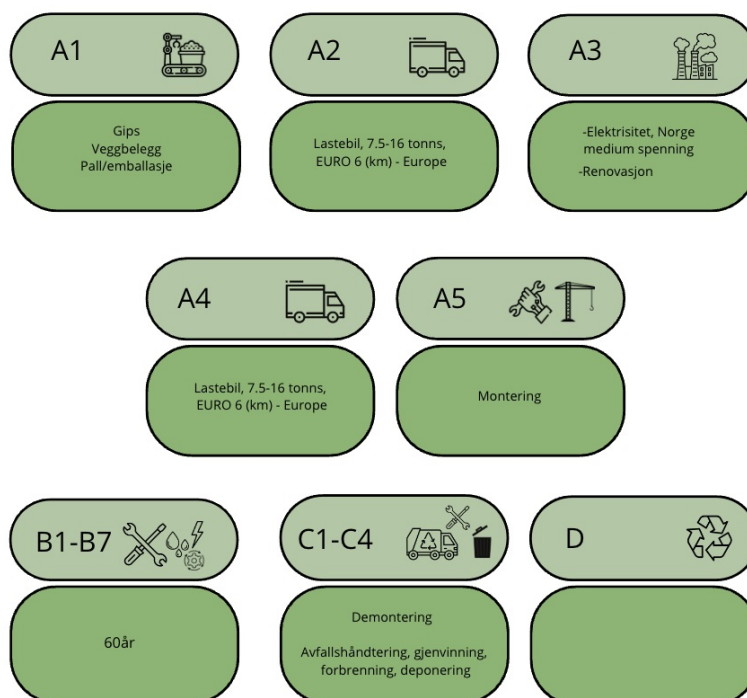 A1
A2
A3
Gips
Veggbelegg
Pall/emballasje
Lastebil, 7.5-16 tonns,
EURO 6 (km) - Europe
-Elektrisitet, Norge
medium spenning
-Renovasjon
A4
A5
Lastebil, 7.5-16 tonns,
EURO 6 (km) - Europe
Montering
B1-B7
C1-C4
D
60år
Demontering
Avfallshåndtering, gjenvinning,
forbrenning, deponering